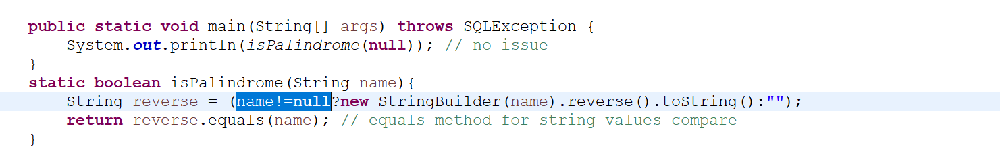 public static void main(String[] args) throws SQLException {
    System.out.println(isPalindrome(null)); // no issue
}
static boolean isPalindrome(String name){
    String reverse = (name!=null?new StringBuilder(name).reverse().toString():"");
    return reverse.equals(name); // equals method for string values compare
}